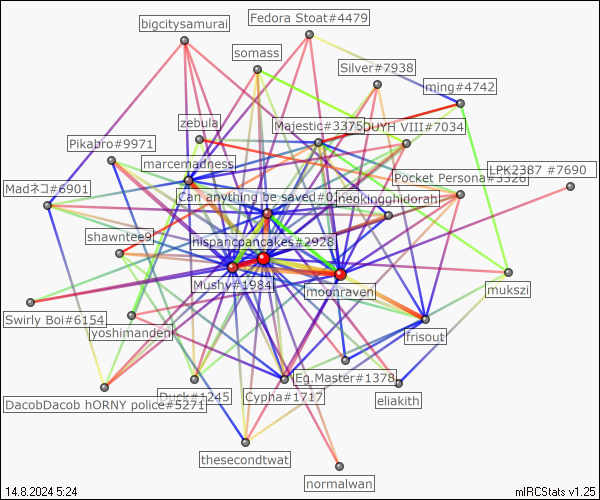 Fedora Stoat#4479
bigcitysamurai
somass
Silver#7938
ming#4742
zebula
Majestic#3375
DUYH VIII#7034
Pikabro#9971
marcemadness
LPK2387 #7690
Pocket Persona#3328
Madネコ#6901
Can anything be saved#01
neokingghidorah
shawntee9
hispancpancakes#2928
Mushy#1984
moonraven
mukszi
Swirly Boi#6154
yoshimanden
frisout
Eg.Master#1378
Duck#1245
Cypha#1717
DacobDacob hORNY police#5271
eliakith
thesecondtwat
normalwan
14.8.2024 5:24
mIRCStats v1.25